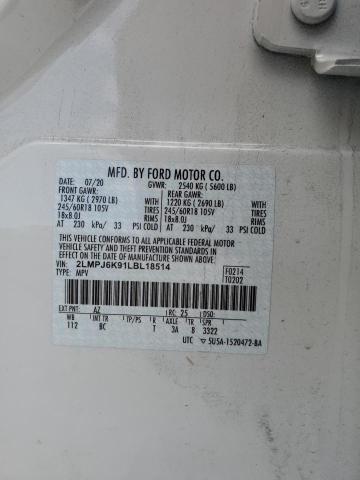 MFD. BY FORD MOTOR CO.
DATE: 07/20 GVWR: 2540 KG ( 5600 LB)
FRONT GAWR: REAR GAWR:
1347 KG ( 2970 LB) 1220 KG ( 2690 LB)
245/60R18 105V TIRES 245/60R18 105V TIRES
18x8.0J RIMS 18x8.0J RIMS
AT 230 kPa/ 33 PSI COLD AT 230 kPa/ 33 PSI COLD
THIS VEHICLE CONFORMS TO ALL APPLICABLE FEDERAL MOTOR
VEHICLE SAFETY, BUMPER, AND THEFT PREVENTION STANDARDS
IN EFFECT ON THE DATE OF MANUFACTURE SHOWN ABOVE.
VIN: 2LMPJ6K91LBL18514
TYPE: MPV
F0214
T0202
EXT PNT: AZ RC: 25 DSO:
WB INT TR TP/PS R AXLE TR SPR
112 BC T 3A 8 3322
UTC ▽ 5U5A-1520472-BA